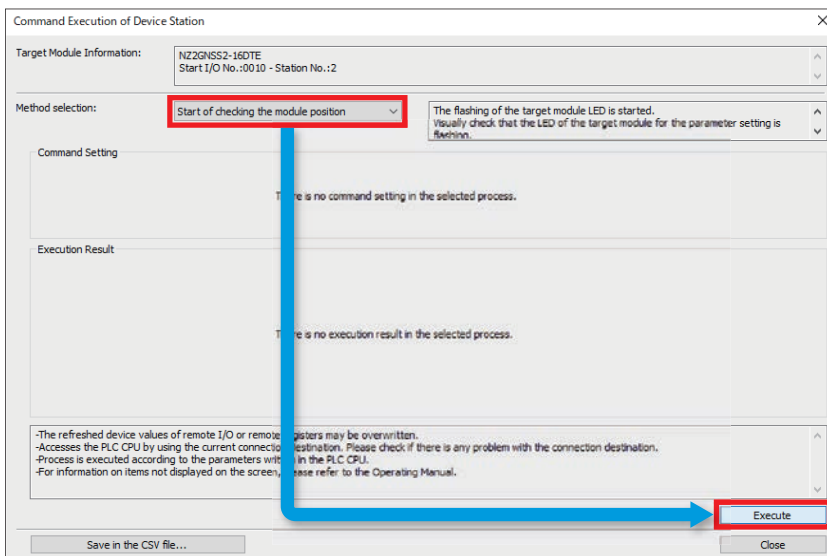 Command Execution of Device Station
Target Module Information:
NZ2GNSS2-16DTE
Start I/O No.:0010 - Station No.:2
Method selection:
Start of checking the module position
The flashing of the target module LED is started.
Visually check that the LED of the target module for the parameter setting is
flashing.
Command Setting
There is no command setting in the selected process.
Execution Result
There is no execution result in the selected process.
-The refreshed device values of remote I/O or remote registers may be overwritten.
-Accesses the PLC CPU by using the current connection destination. Please check if there is any problem with the connection destination.
-Process is executed according to the parameters written in the PLC CPU.
-For information on items not displayed on the screen, please refer to the Operating Manual.
Execute
Save in the CSV file...
Close